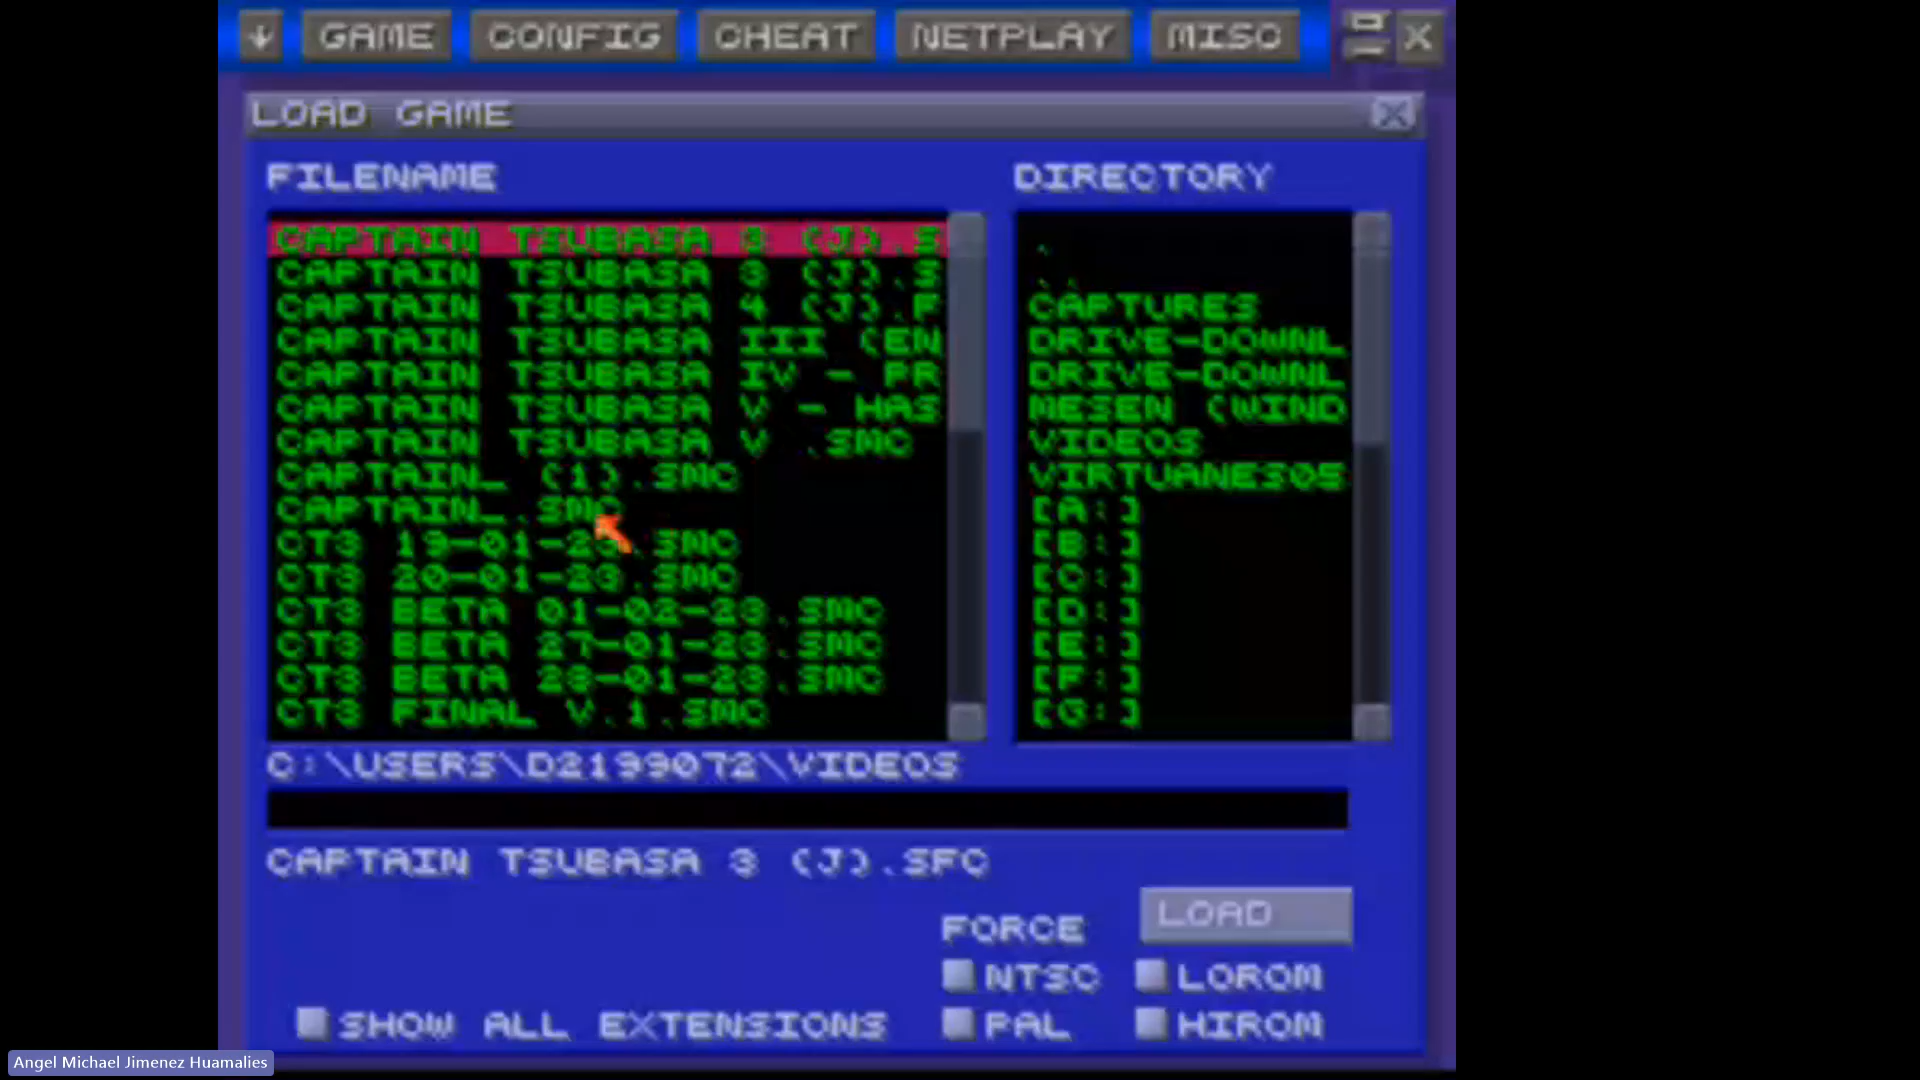 GAME CONFIG CHEAT NETPLAY MISC
LOAD GAME
FILENAME
DIRECTORY
CAPTAIN TSUBASA 3 (J).S
CAPTAIN TSUBASA 3 (J).S
CAPTAIN TSUBASA 4 (J).F
CAPTAIN TSUBASA III (EN
CAPTAIN TSUBASA IV - PR
CAPTAIN TSUBASA V - HAS
CAPTAIN TSUBASA V .SMC
CAPTAIN_ (1).SMC
CAPTAIN_.SMC
CT3 19-01-23.SMC
CT3 20-01-23.SMC
CT3 BETA 01-02-23.SMC
CT3 BETA 27-01-23.SMC
CT3 BETA 28-01-23.SMC
CT3 FINAL V.1.SMC
.
..
CAPTURES
DRIVE-DOWNL
DRIVE-DOWNL
MESEN (WIND
VIDEOS
VIRTUANES05
[A:]
[B:]
[C:]
[D:]
[E:]
[F:]
[G:]
C:\USERS\D2199072\VIDEOS
CAPTAIN TSUBASA 3 (J).SFC
FORCE
LOAD
NTSC
LOROM
SHOW ALL EXTENSIONS
PAL
HIROM
Angel Michael Jimenez Huamalies